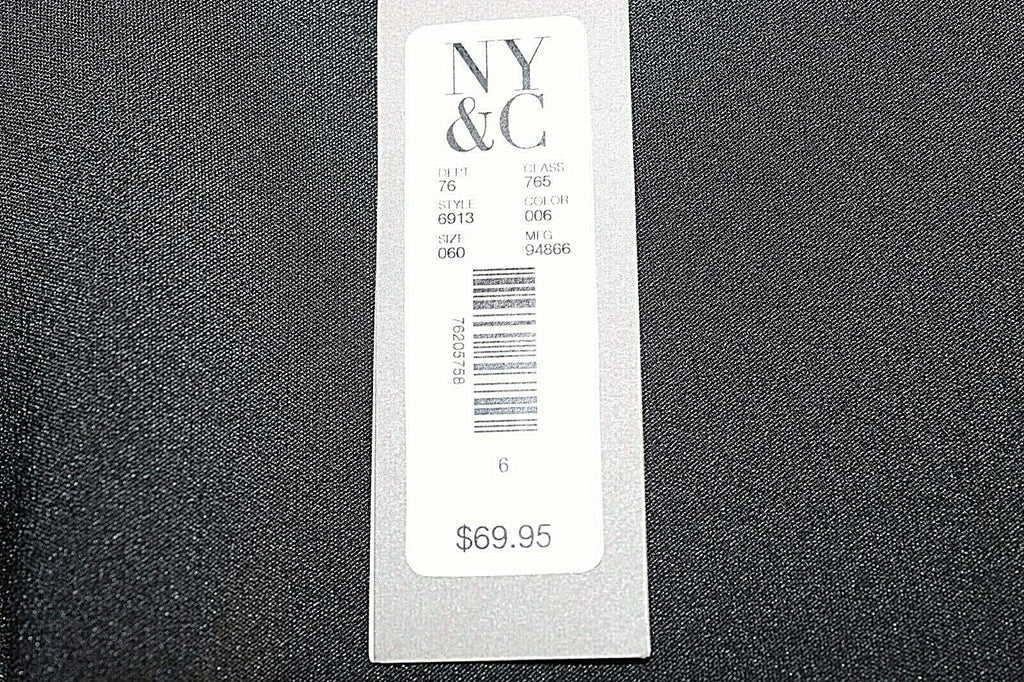 NY
&C
DEPT CLASS
76 765
STYLE COLOR
6913 006
SIZE MFG
060 94866
76205758
6
$69.95